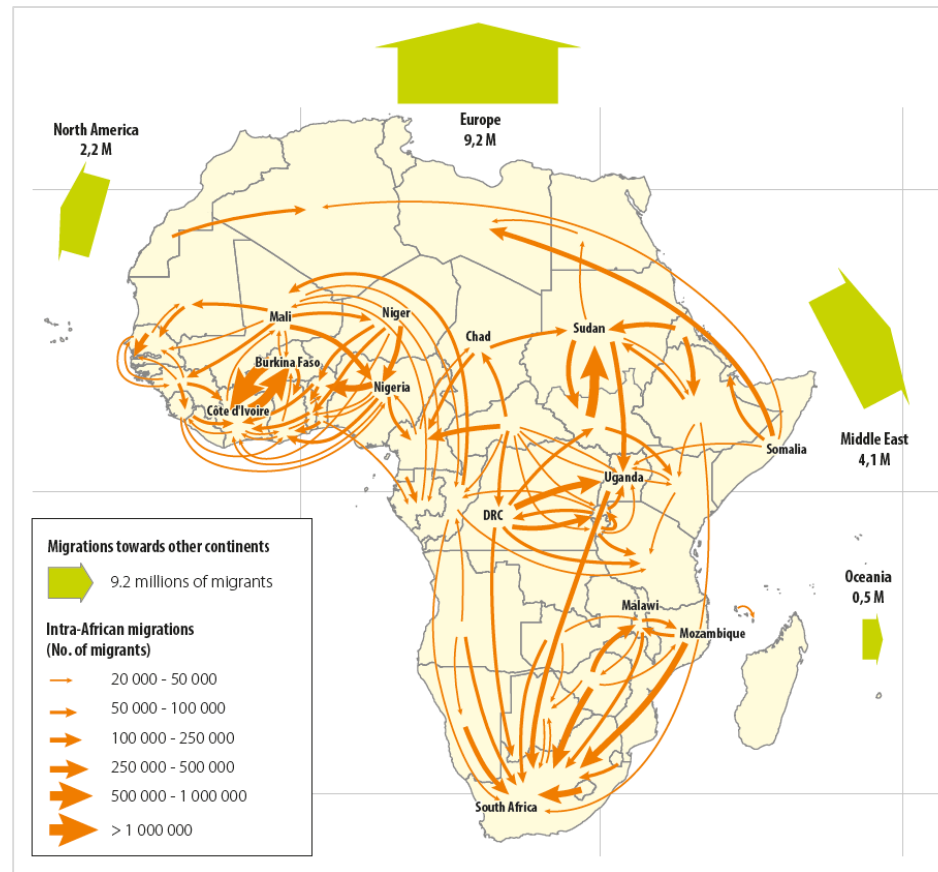 North America
2,2 M
Europe
9,2 M
Mali
Niger
Chad
Sudan
Burkina Faso
Nigeria
Côte d'Ivoire
Somalia
Middle East
4,1 M
Uganda
DRC
Oceania
0,5 M
Malawi
Mozambique
South Africa
Migrations towards other continents
9.2 millions of migrants
Intra-African migrations
(No. of migrants)
20 000 - 50 000
50 000 - 100 000
100 000 - 250 000
250 000 - 500 000
500 000 - 1 000 000
> 1 000 000